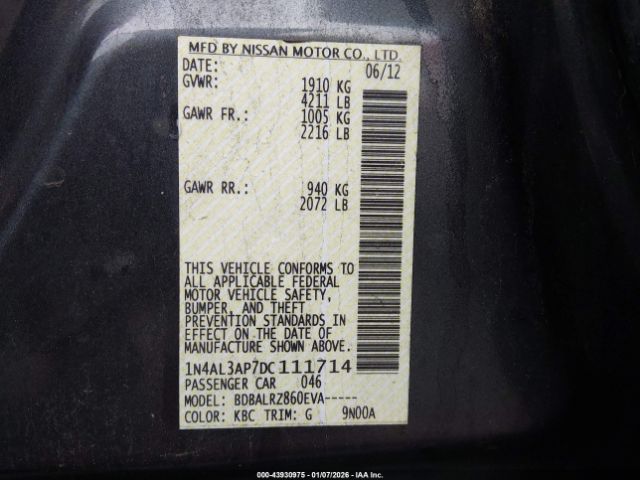 MFD BY NISSAN MOTOR CO., LTD.
DATE: 06/12
GVWR: 1910 KG
4211 LB
GAWR FR.: 1005 KG
2216 LB
GAWR RR.: 940 KG
2072 LB
THIS VEHICLE CONFORMS TO
ALL APPLICABLE FEDERAL
MOTOR VEHICLE SAFETY,
BUMPER, AND THEFT
PREVENTION STANDARDS IN
EFFECT ON THE DATE OF
MANUFACTURE SHOWN ABOVE.
1N4AL3AP7DC111714
PASSENGER CAR 046
MODEL: BDBALRZ860EVA-----
COLOR: KBC TRIM: G 9N00A
000-43930975 - 01/07/2026 - IAA Inc.